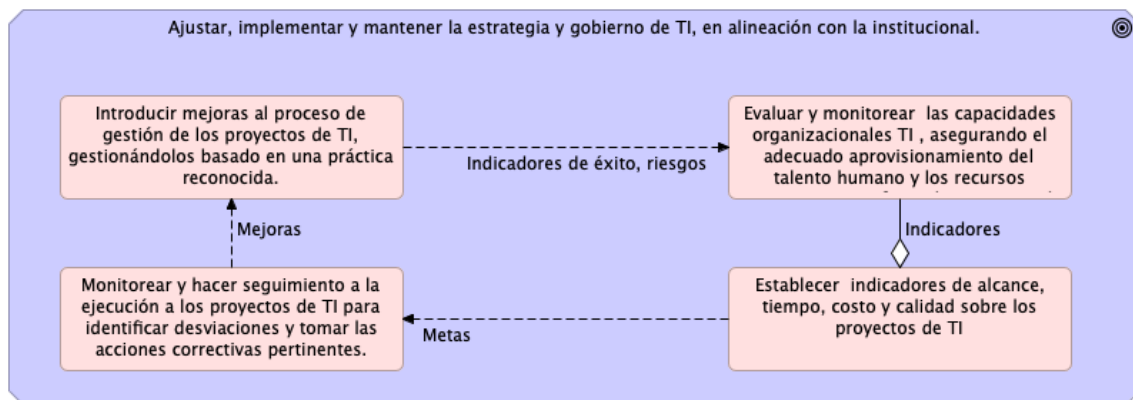 Ajustar, implementar y mantener la estrategia y gobierno de TI, en alineación con la institucional.
Introducir mejoras al proceso de
gestión de los proyectos de TI,
gestionándolos basado en una práctica
reconocida.
Indicadores de éxito, riesgos
Evaluar y monitorear  las capacidades
organizacionales TI , asegurando el
adecuado aprovisionamiento del
talento humano y los recursos
Mejoras
Indicadores
Monitorear y hacer seguimiento a la
ejecución a los proyectos de TI para
identificar desviaciones y tomar las
acciones correctivas pertinentes.
Metas
Establecer  indicadores de alcance,
tiempo, costo y calidad sobre los
proyectos de TI